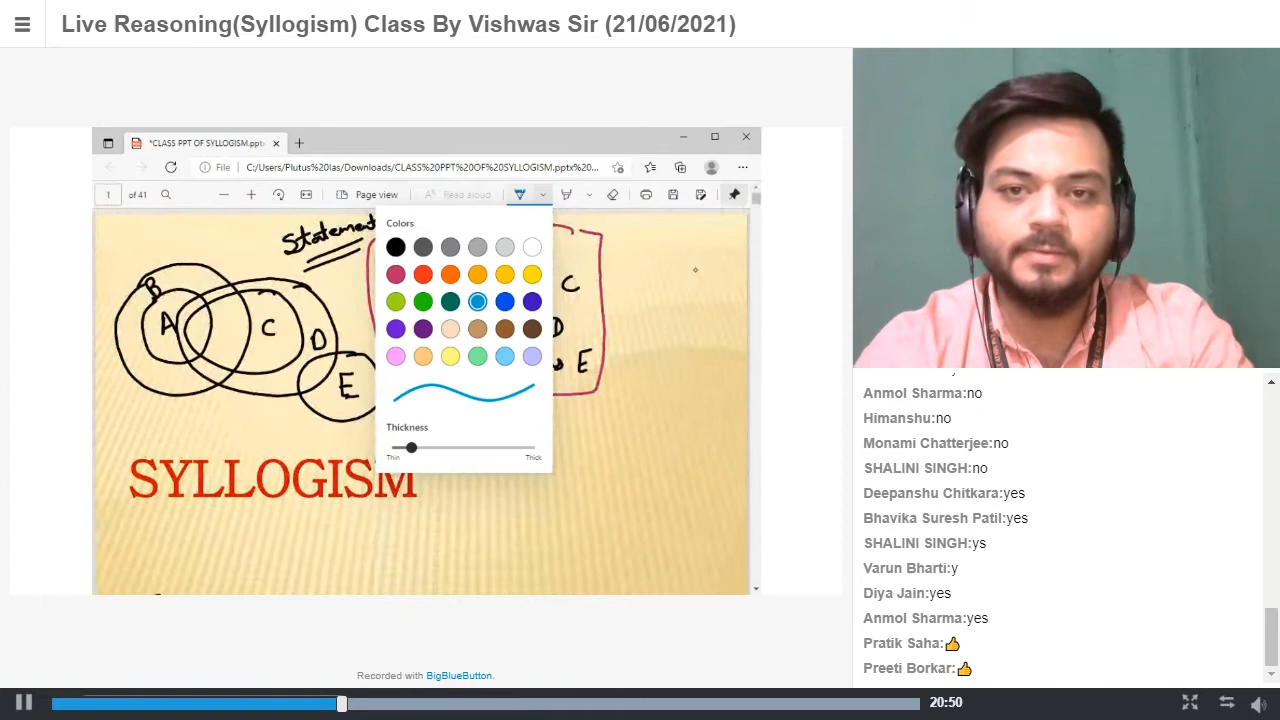 Live Reasoning(Syllogism) Class By Vishwas Sir (21/06/2021)
*CLASS PPT OF SYLLOGISM.pptx
File
C:/Users/Plutus%20Ias/Downloads/CLASS%20PPT%20OF%20SYLLOGISM.pptx%20...
1 of 41
Page view
Read aloud
Colors
Statement
B
A
C
D
E
C
D
E
Thickness
Thin
Thick
SYLLOGISM
Anmol Sharma:no
Himanshu:no
Monami Chatterjee:no
SHALINI SINGH:no
Deepanshu Chitkara:yes
Bhavika Suresh Patil:yes
SHALINI SINGH:ys
Varun Bharti:y
Diya Jain:yes
Anmol Sharma:yes
Pratik Saha:👍
Preeti Borkar:👍
Recorded with BigBlueButton.
20:50